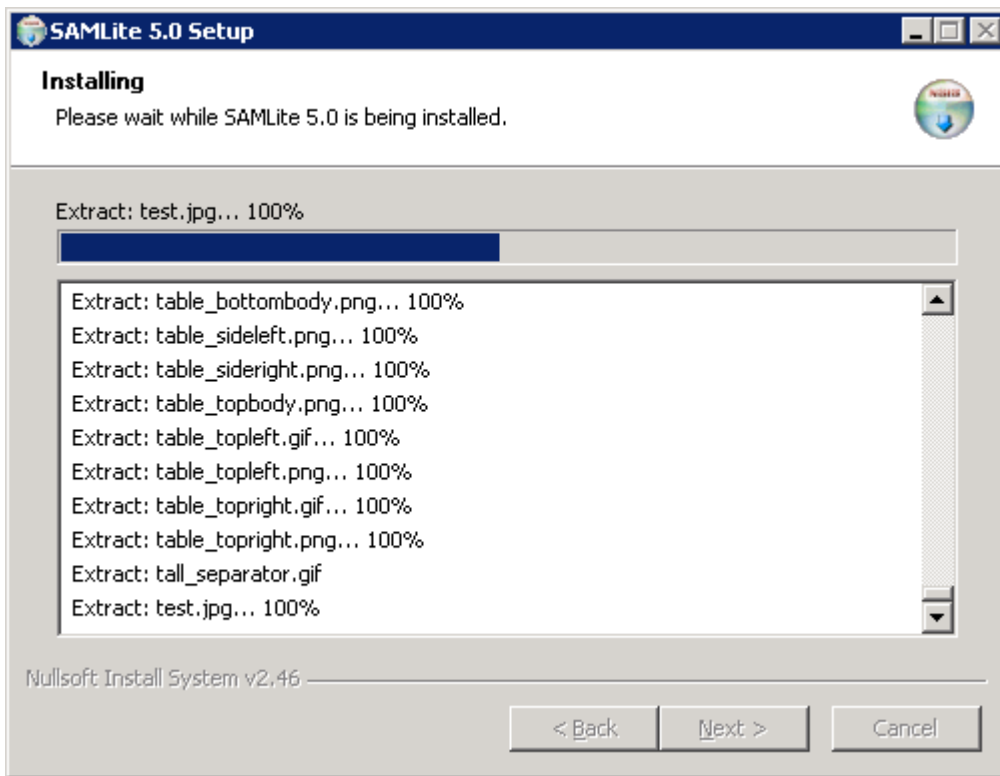 SAMLite 5.0 Setup
Installing
Please wait while SAMLite 5.0 is being installed.
Extract: test.jpg... 100%
Extract: table_bottombody.png... 100%
Extract: table_sideleft.png... 100%
Extract: table_sideright.png... 100%
Extract: table_topbody.png... 100%
Extract: table_topleft.gif... 100%
Extract: table_topleft.png... 100%
Extract: table_topright.gif... 100%
Extract: table_topright.png... 100%
Extract: tall_separator.gif
Extract: test.jpg... 100%
Nullsoft Install System v2.46
< Back Next > Cancel